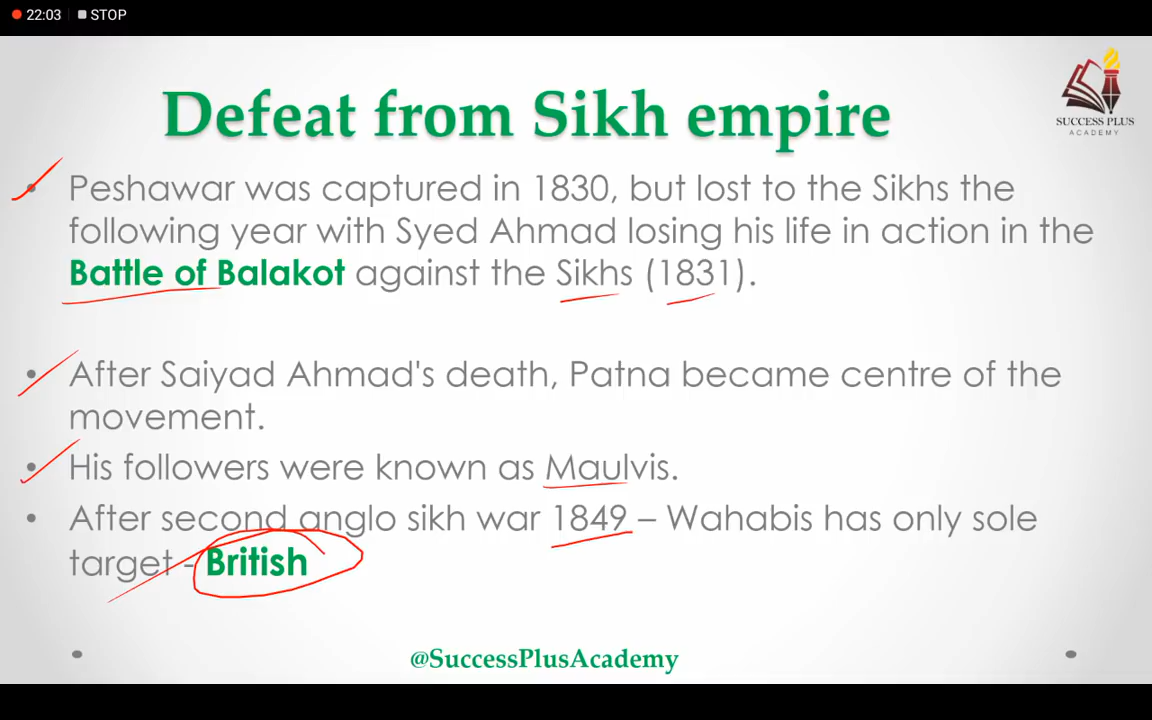 22:03 STOP
Defeat from Sikh empire
SUCCESS PLUS
ACADEMY
• Peshawar was captured in 1830, but lost to the Sikhs the
following year with Syed Ahmad losing his life in action in the
Battle of Balakot against the Sikhs (1831).
• After Saiyad Ahmad's death, Patna became centre of the
movement.
• His followers were known as Maulvis.
• After second anglo sikh war 1849 – Wahabis has only sole
target - British
@SuccessPlusAcademy